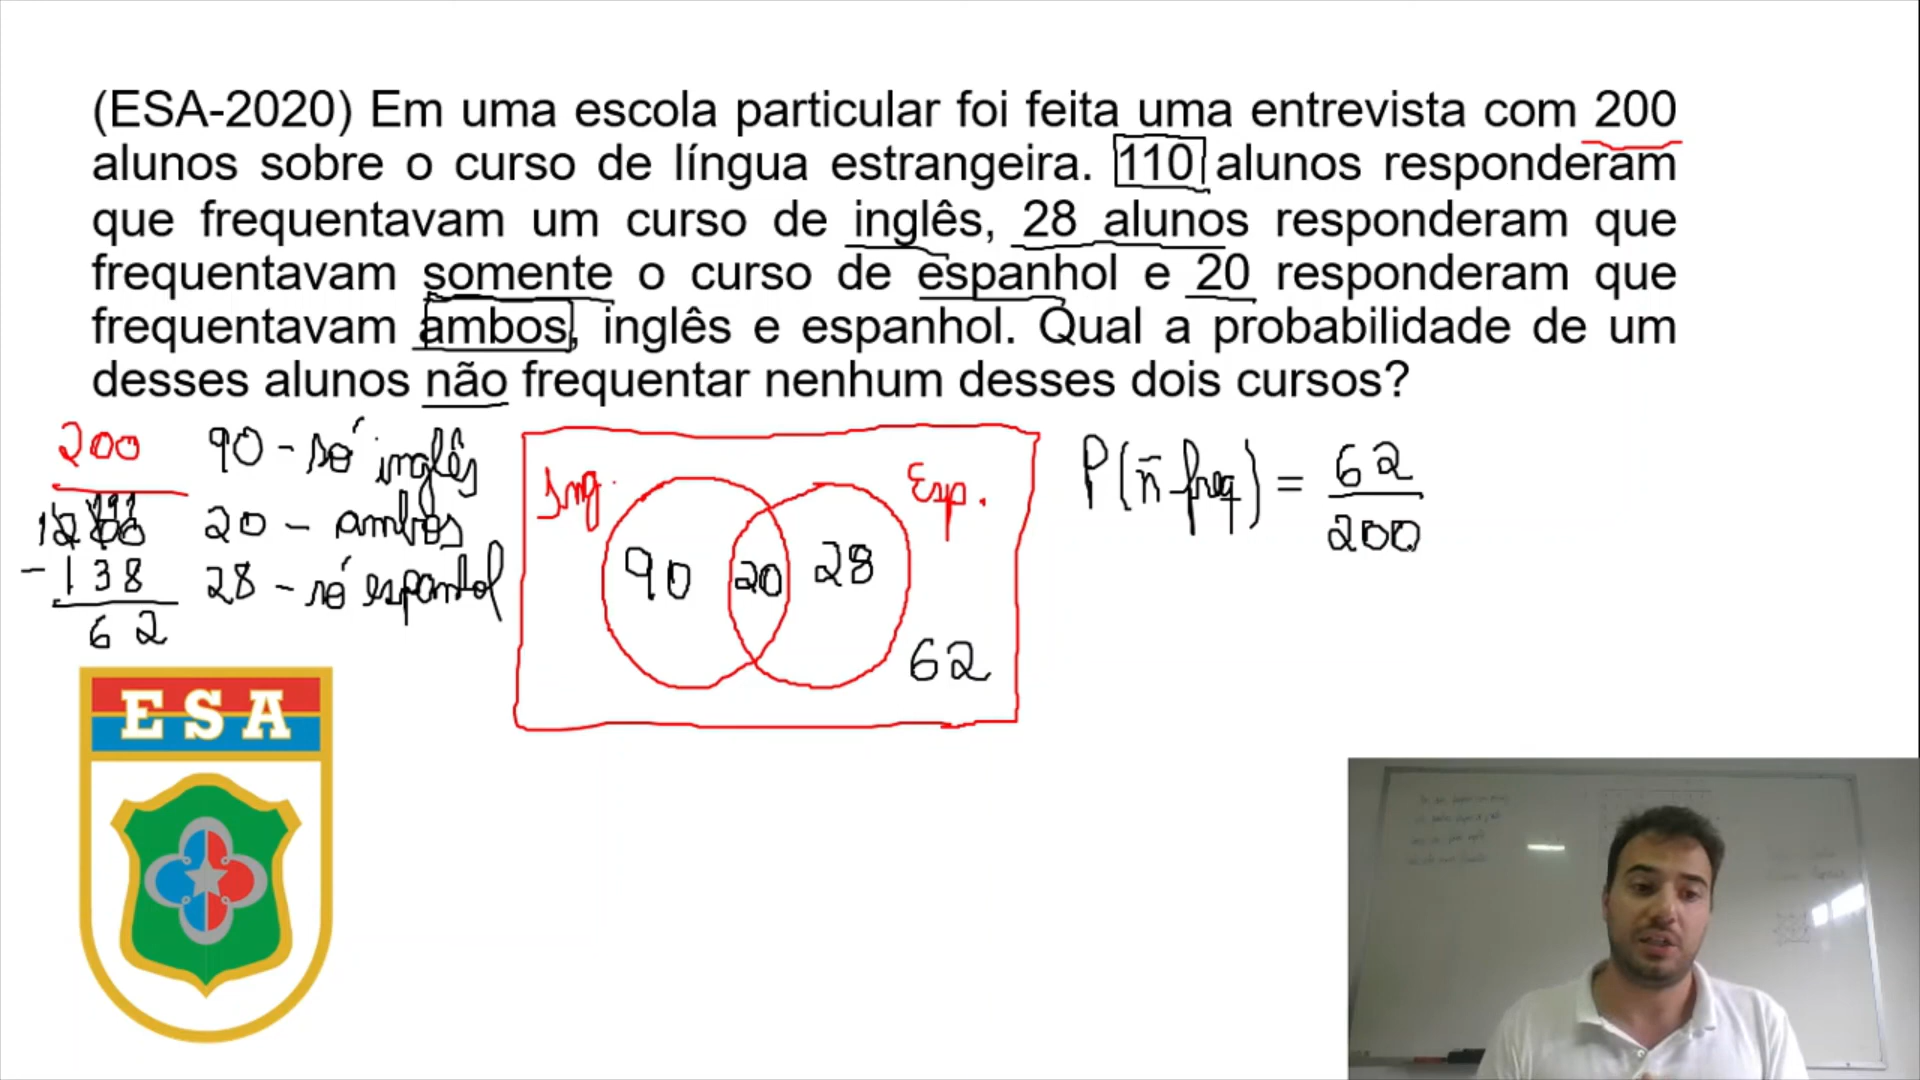 (ESA-2020) Em uma escola particular foi feita uma entrevista com 200
alunos sobre o curso de língua estrangeira. 110 alunos responderam
que frequentavam um curso de inglês, 28 alunos responderam que
frequentavam somente o curso de espanhol e 20 responderam que
frequentavam ambos, inglês e espanhol. Qual a probabilidade de um
desses alunos não frequentar nenhum desses dois cursos?
200
200
- 138
62
90 - só inglês
20 - ambos
28 - só espanhol
Ing.
Esp.
90 20 28
62
P(ñ freq) = 62
200
ESA